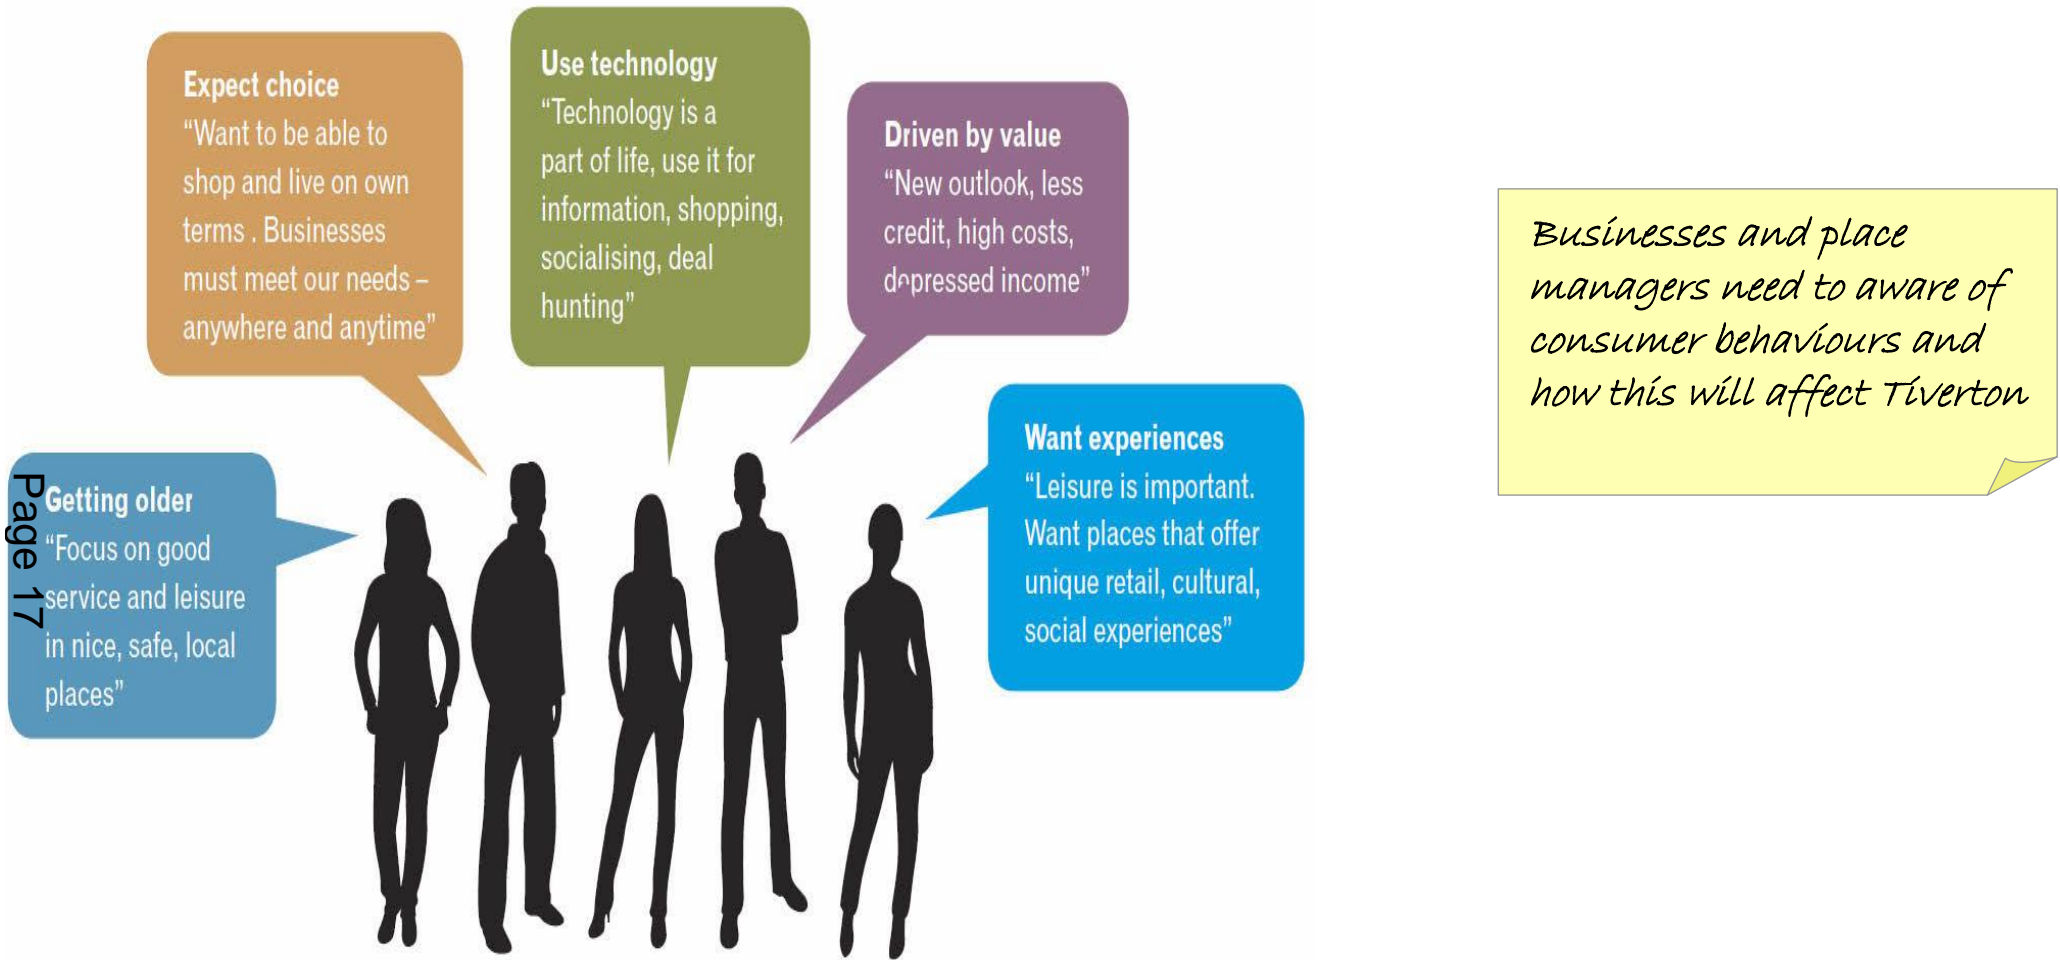 Expect choice
“Want to be able to
shop and live on own
terms . Businesses
must meet our needs –
anywhere and anytime”
Use technology
“Technology is a
part of life, use it for
information, shopping,
socialising, deal
hunting”
Driven by value
“New outlook, less
credit, high costs,
depressed income”
Want experiences
“Leisure is important.
Want places that offer
unique retail, cultural,
social experiences”
Getting older
“Focus on good
service and leisure
in nice, safe, local
places”
Page 17
Businesses and place
managers need to aware of
consumer behaviours and
how this will affect Tiverton